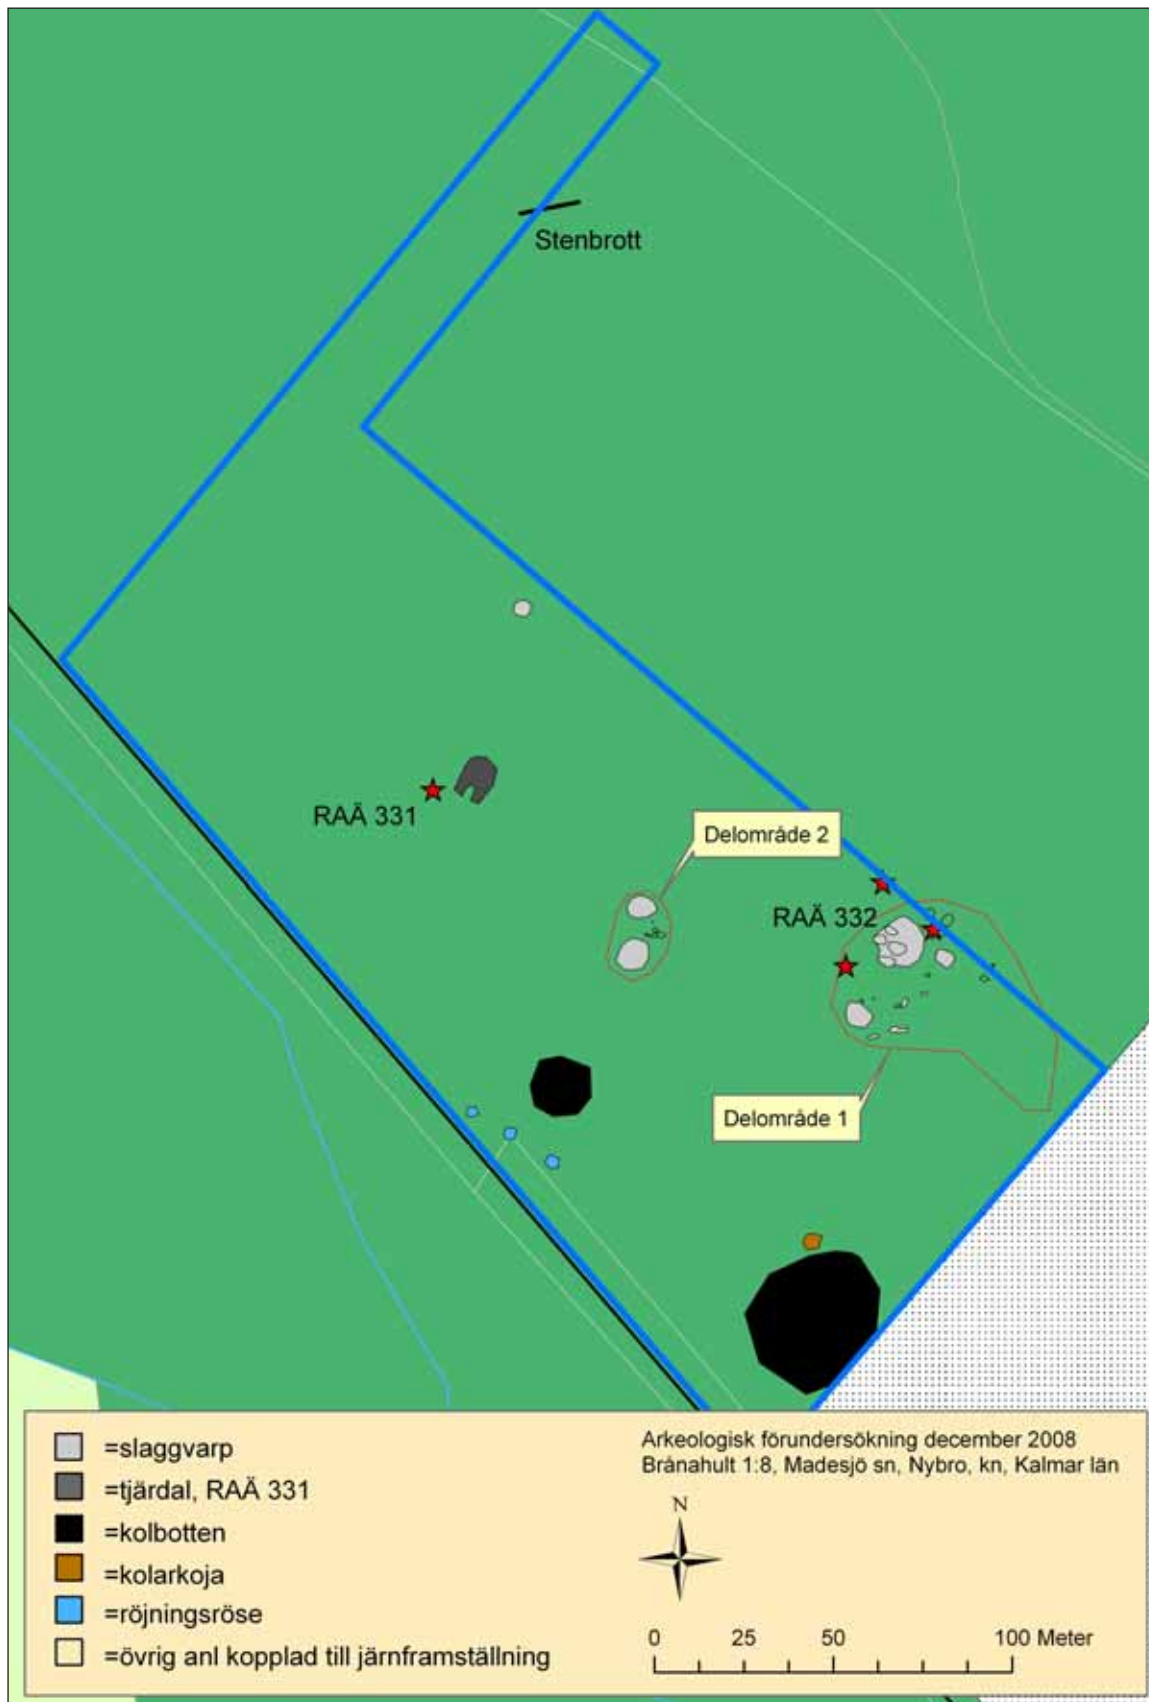 Stenbrott
RAÄ 331
Delområde 2
RAÄ 332
Delområde 1
=slaggvarp
=tjärdal, RAÄ 331
=kolbotten
=kolarkoja
=röjningsröse
=övrig anl kopplad till järnframställning
Arkeologisk förundersökning december 2008
Brånahult 1:8, Madesjö sn, Nybro, kn, Kalmar län
N
0 25 50 100 Meter